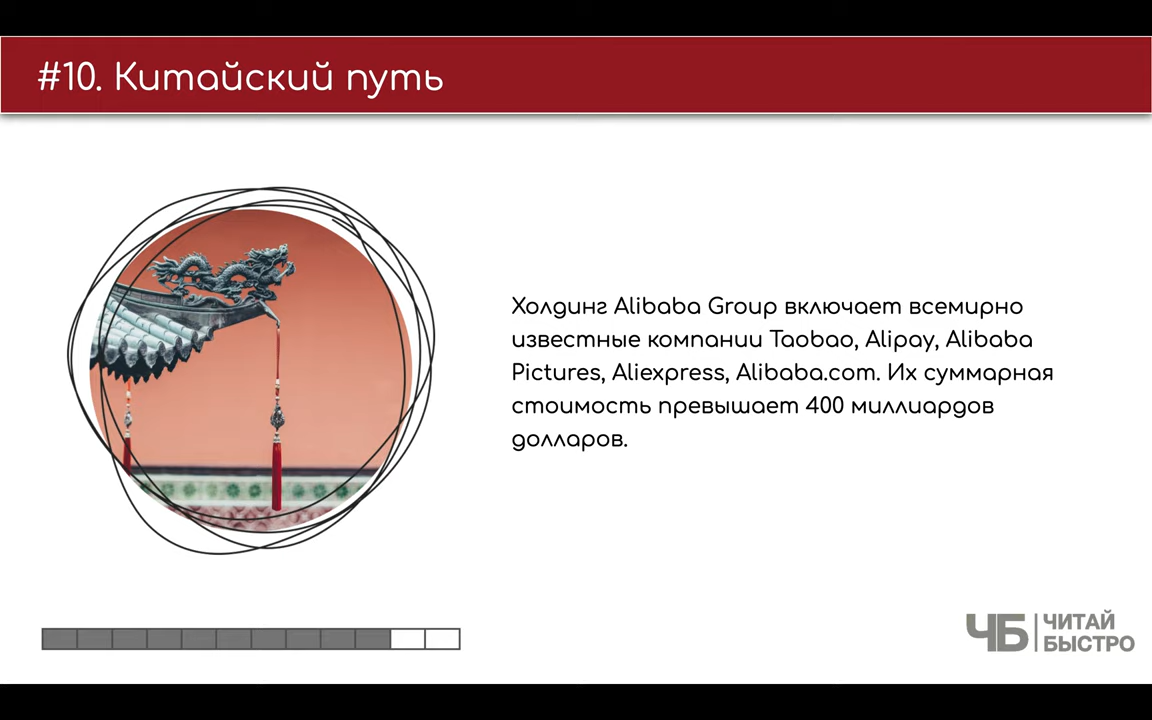 #10. Китайский путь
Холдинг Alibaba Group включает всемирно
известные компании Taobao, Alipay, Alibaba
Pictures, Aliexpress, Alibaba.com. Их суммарная
стоимость превышает 400 миллиардов
долларов.
ЧБ ЧИТАЙ
БЫСТРО